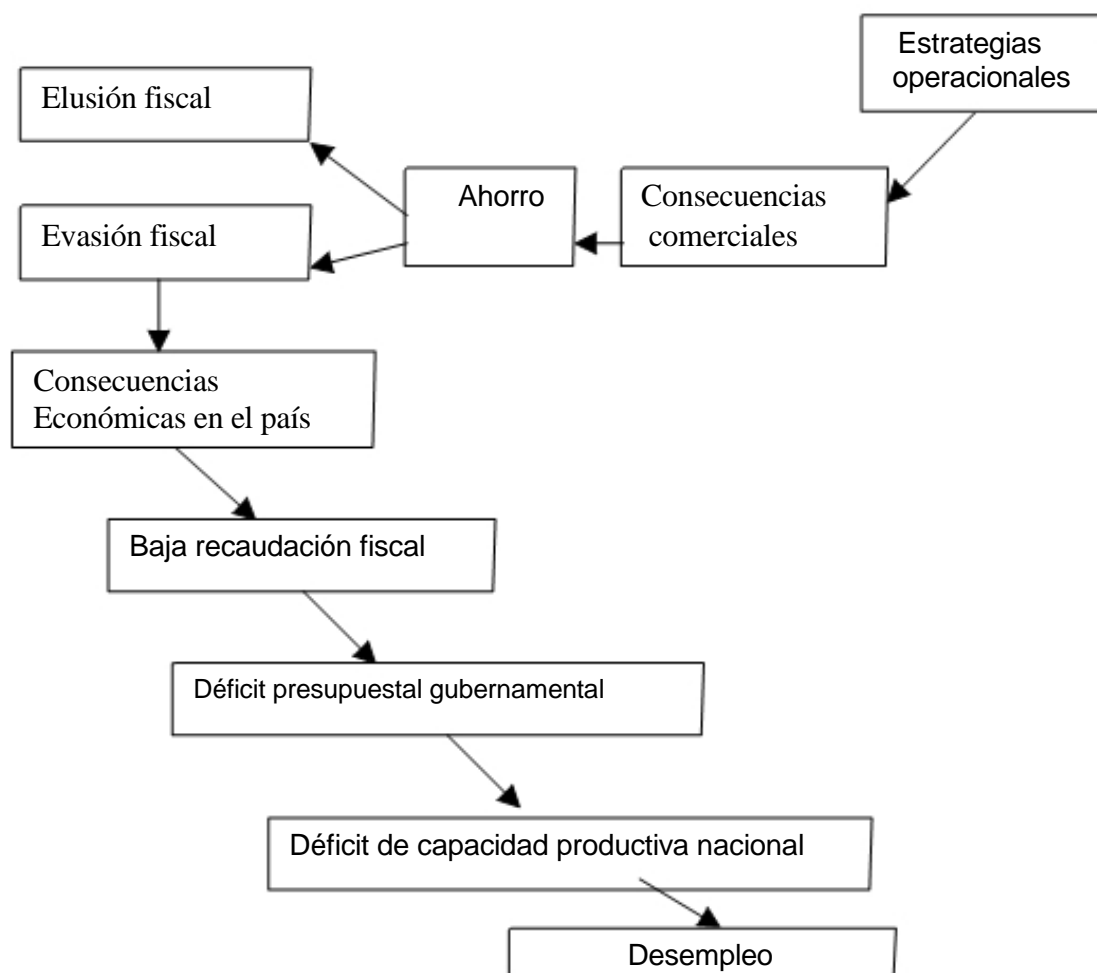 Estrategias
operacionales
Elusión fiscal
Ahorro
Consecuencias
comerciales
Evasión fiscal
Consecuencias
Económicas en el país
Baja recaudación fiscal
Déficit presupuestal gubernamental
Déficit de capacidad productiva nacional
Desempleo